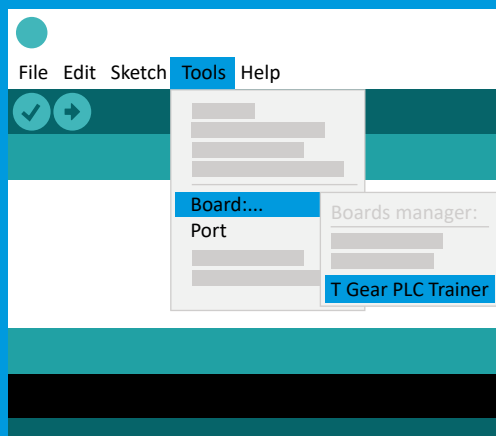 File Edit Sketch Tools Help
Board:...
Port
Boards manager:
T Gear PLC Trainer